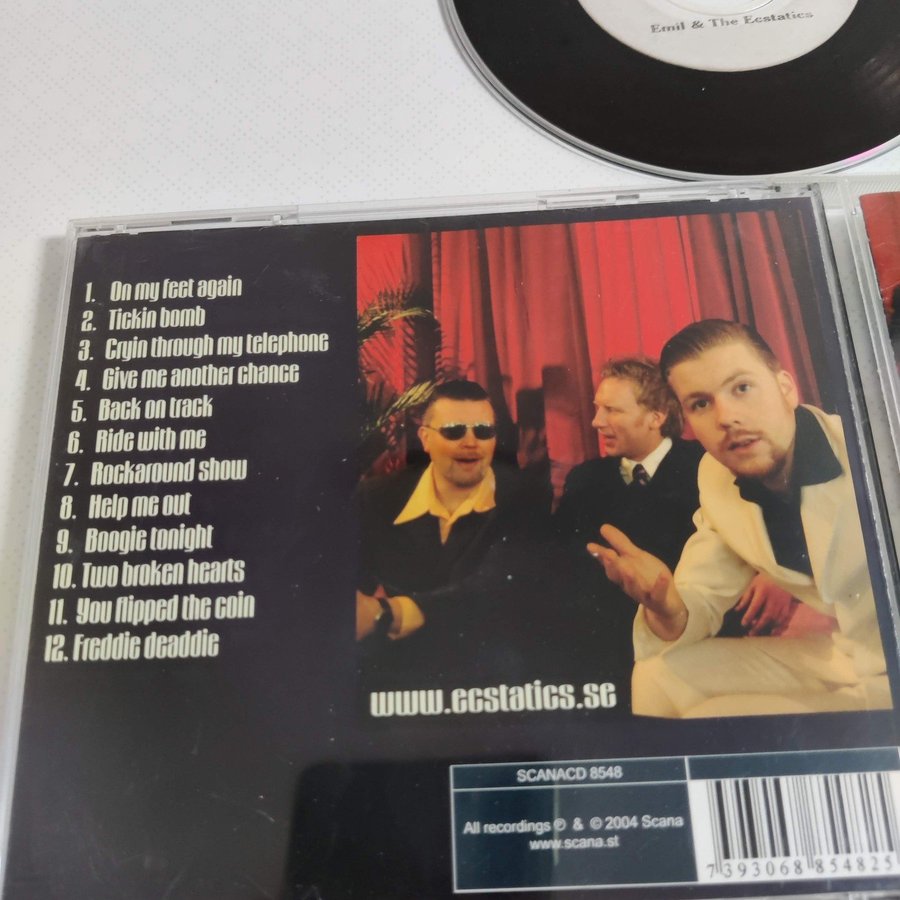 Emil & The Ecstatics
1. On my feet again
2. Tickin bomb
3. Cryin through my telephone
4. Give me another chance
5. Back on track
6. Ride with me
7. Rockaround show
8. Help me out
9. Boogie tonight
10. Two broken hearts
11. You flipped the coin
12. Freddie deaddie
www.ecstatics.se
SCANACD 8548
All recordings ℗ & © 2004 Scana
www.scana.st
7 393068 854825